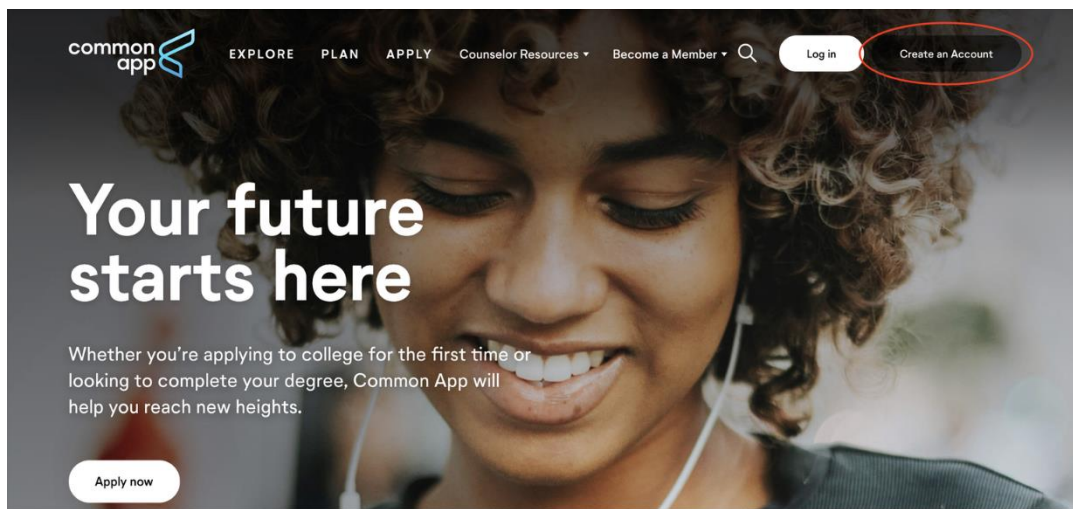 common
app
EXPLORE PLAN APPLY Counselor Resources Become a Member Log in Create an Account
Your future
starts here
Whether you’re applying to college for the first time or
looking to complete your degree, Common App will
help you reach new heights.
Apply now